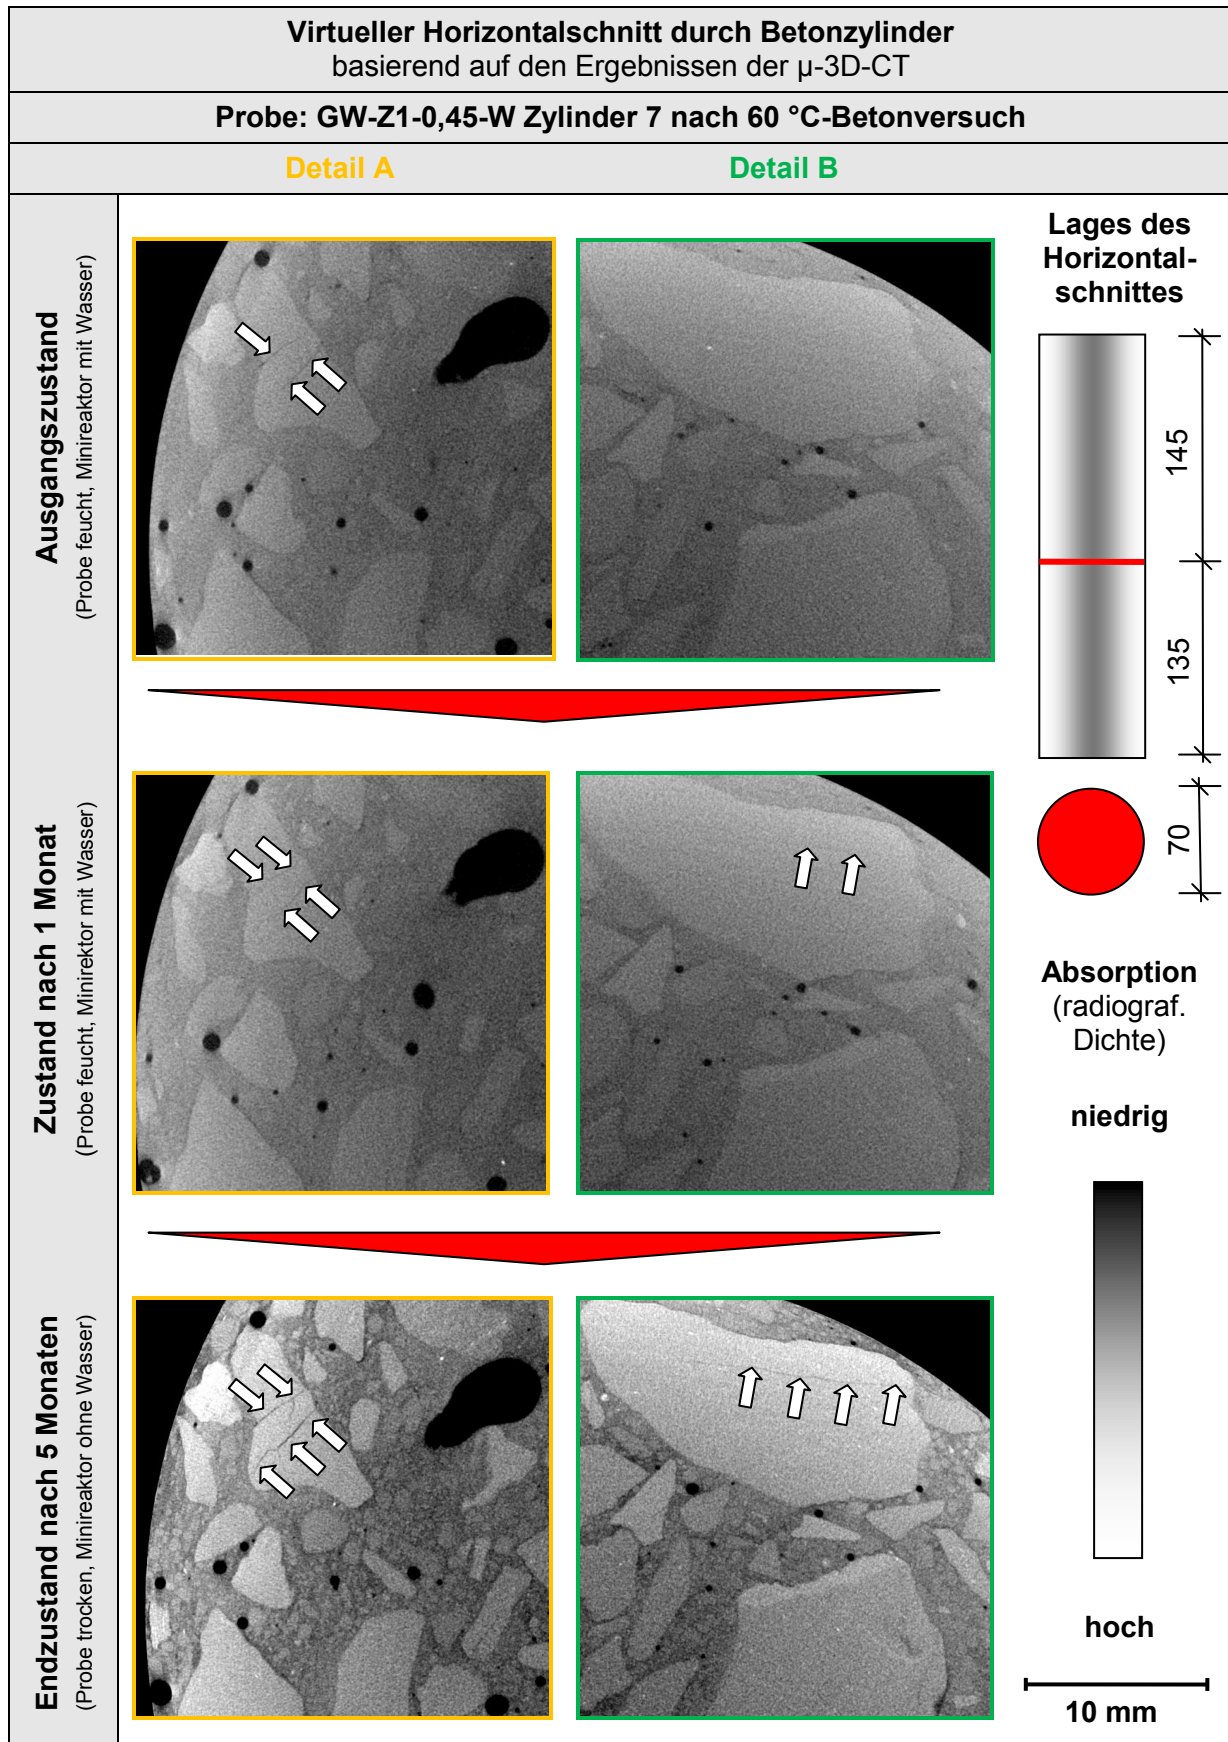 Virtueller Horizontalschnitt durch Betonzylinder
basierend auf den Ergebnissen der µ-3D-CT
Probe: GW-Z1-0,45-W Zylinder 7 nach 60 °C-Betonversuch
Detail A
Detail B
Ausgangszustand
(Probe feucht, Minireaktor mit Wasser)
Lages des
Horizontal-
schnittes
145
135
70
Zustand nach 1 Monat
(Probe feucht, Minirektor mit Wasser)
Absorption
(radiograf.
Dichte)
niedrig
Endzustand nach 5 Monaten
(Probe trocken, Minireaktor ohne Wasser)
hoch
10 mm